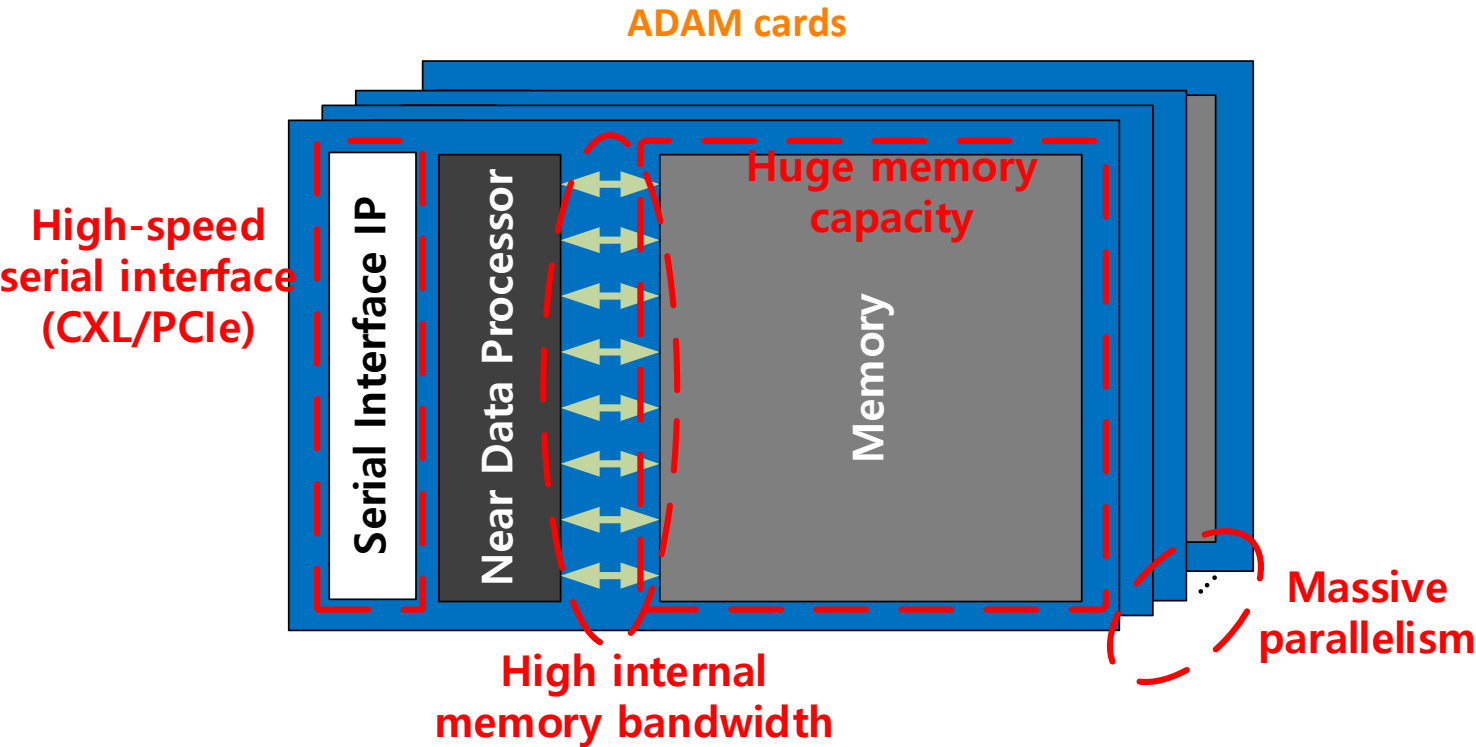 ADAM cards
High-speed
serial interface
(CXL/PCIe)
Serial Interface IP
Near Data Processor
Huge memory
capacity
Memory
High internal
memory bandwidth
...
Massive
parallelism